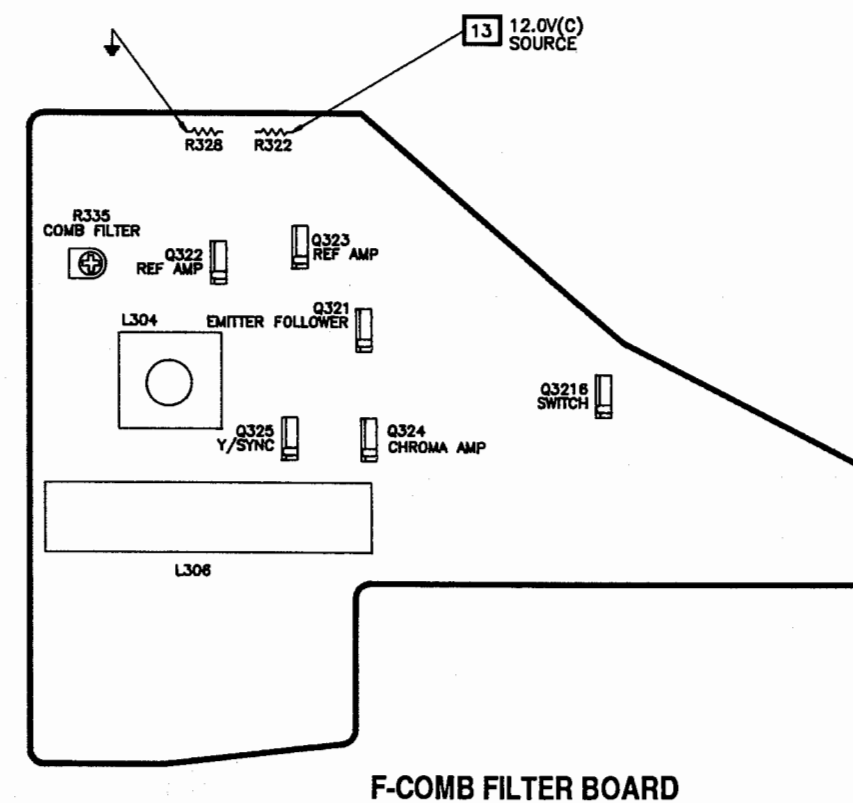 13 12.0V(C)
SOURCE
R328
R322
R335
COMB FILTER
Q322
REF AMP
Q323
REF AMP
Q321
EMITTER FOLLOWER
L304
Q3216
SWITCH
Q325
Y/SYNC
Q324
CHROMA AMP
L306
F-COMB FILTER BOARD